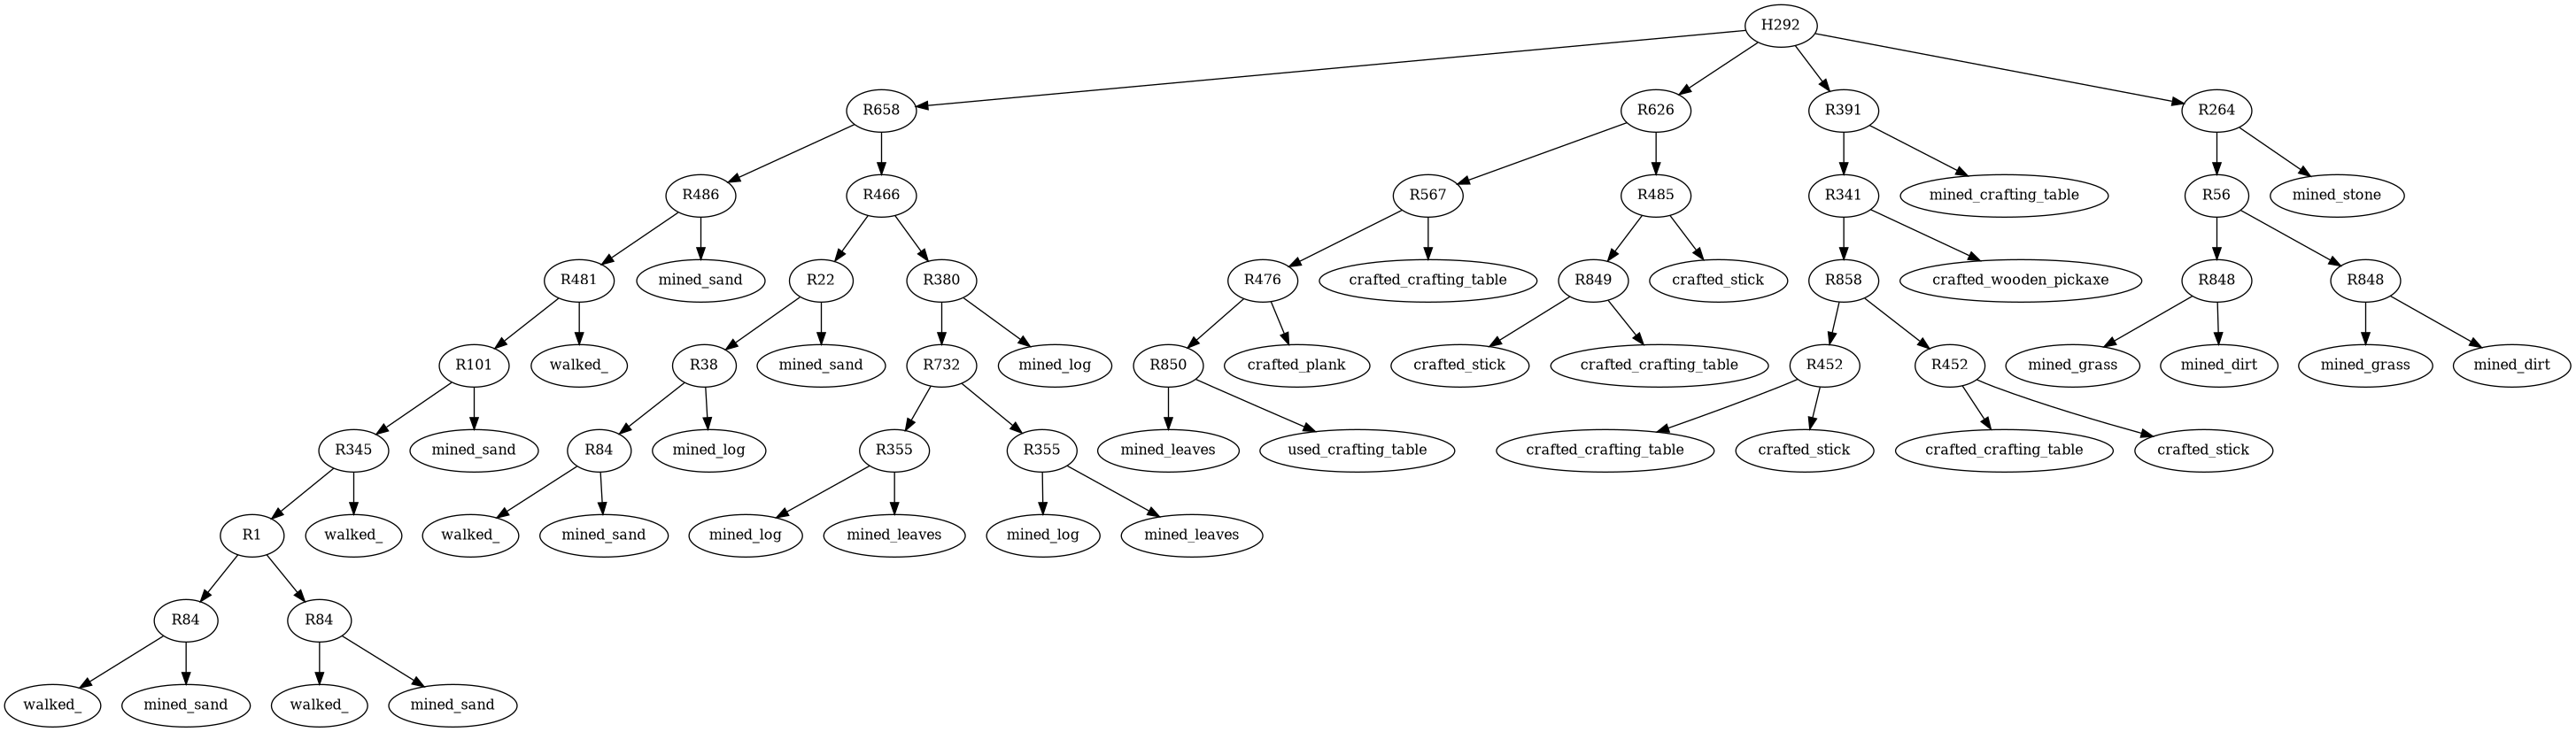 H292
R658
R626
R391
R264
R486
R466
R567
R485
R341
mined_crafting_table
R56
mined_stone
R481
mined_sand
R22
R380
R476
crafted_crafting_table
R849
crafted_stick
R858
crafted_wooden_pickaxe
R848
R848
R101
walked_
R38
mined_sand
R732
mined_log
R850
crafted_plank
crafted_stick
crafted_crafting_table
R452
R452
mined_grass
mined_dirt
mined_grass
mined_dirt
R345
mined_sand
R84
mined_log
R355
R355
mined_leaves
used_crafting_table
crafted_crafting_table
crafted_stick
crafted_crafting_table
crafted_stick
R1
walked_
walked_
mined_sand
mined_log
mined_leaves
mined_log
mined_leaves
R84
R84
walked_
mined_sand
walked_
mined_sand